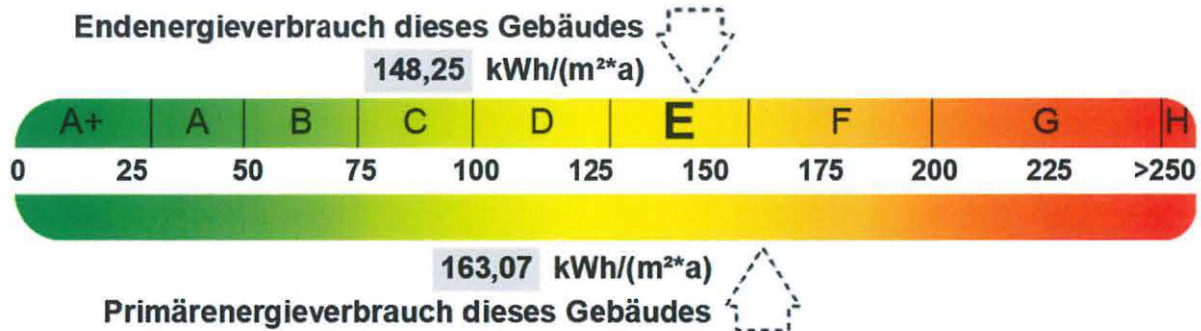 Endenergieverbrauch dieses Gebäudes
148,25 kWh/(m²*a)
A+ A B C D E F G H
0 25 50 75 100 125 150 175 200 225 >250
163,07 kWh/(m²*a)
Primärenergieverbrauch dieses Gebäudes